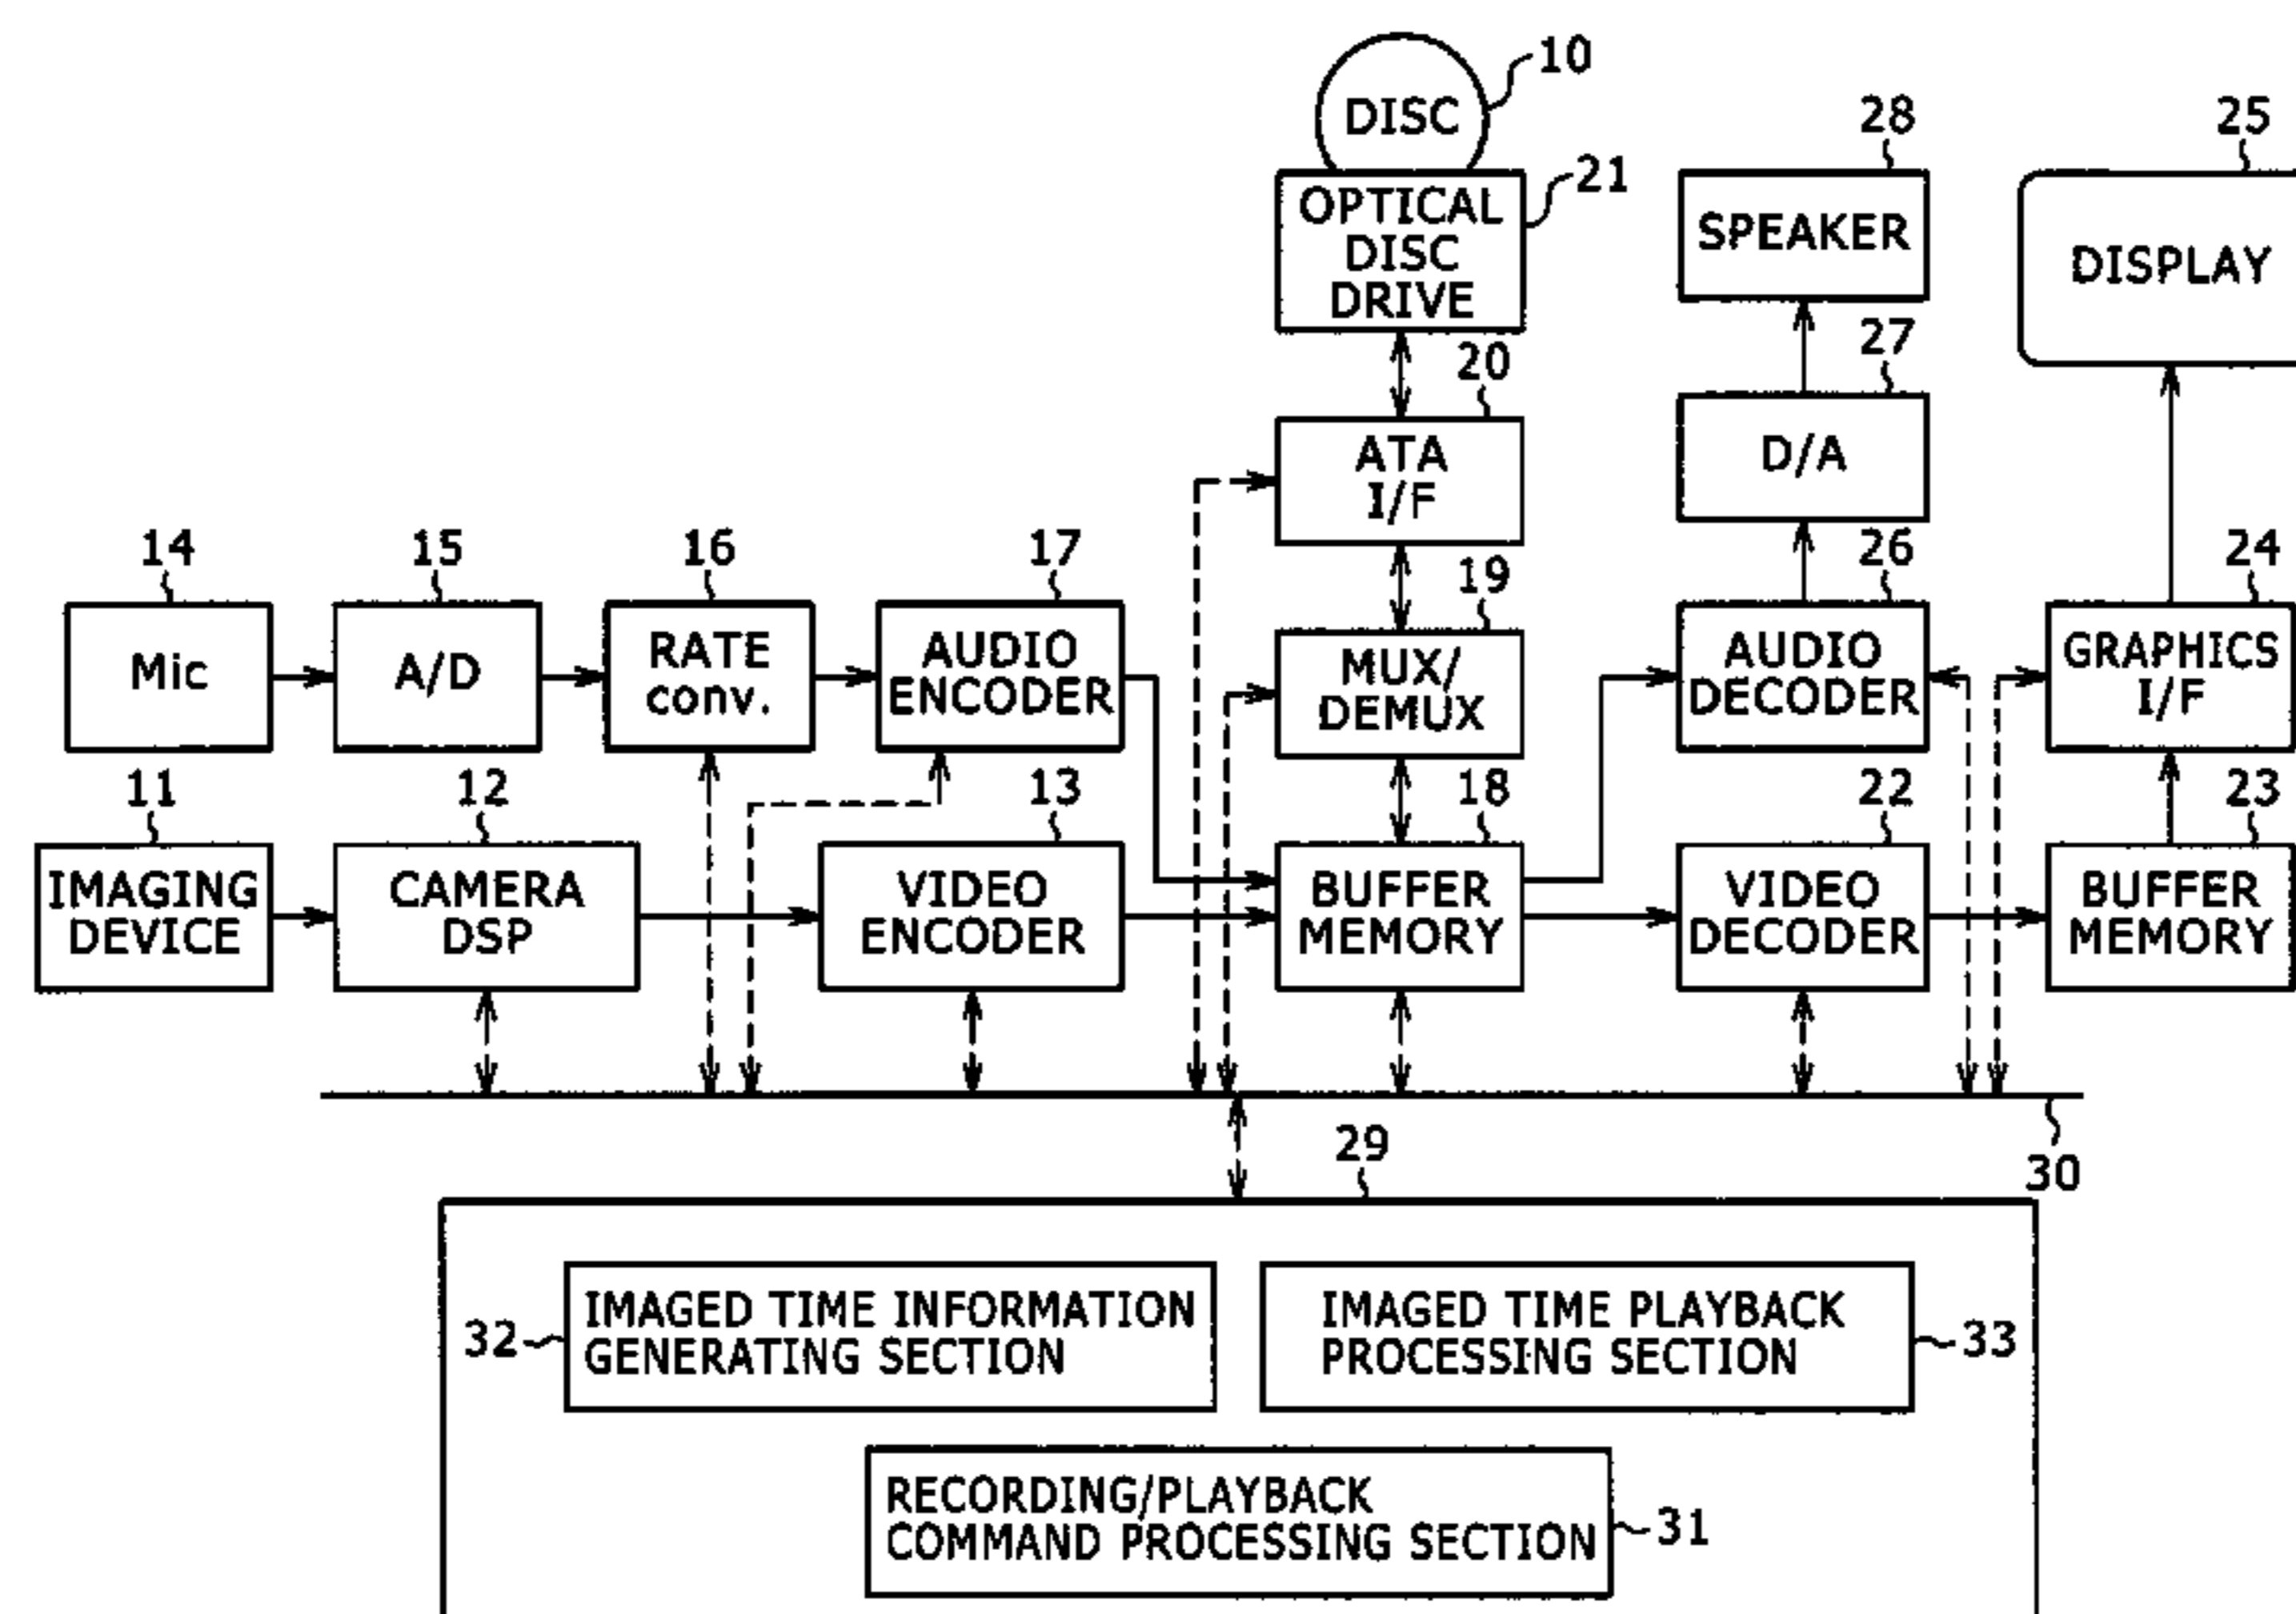 10
DISC
28
25
21
OPTICAL
DISC
DRIVE
SPEAKER
DISPLAY
20
27
ATA
I/F
D/A
14
15
16
17
19
26
24
Mic
A/D
RATE
conv.
AUDIO
ENCODER
MUX/
DEMUX
AUDIO
DECODER
GRAPHICS
I/F
11
12
13
18
22
23
IMAGING
DEVICE
CAMERA
DSP
VIDEO
ENCODER
BUFFER
MEMORY
VIDEO
DECODER
BUFFER
MEMORY
29
30
32
IMAGED TIME INFORMATION
GENERATING SECTION
IMAGED TIME PLAYBACK
PROCESSING SECTION
33
RECORDING/PLAYBACK
COMMAND PROCESSING SECTION
31